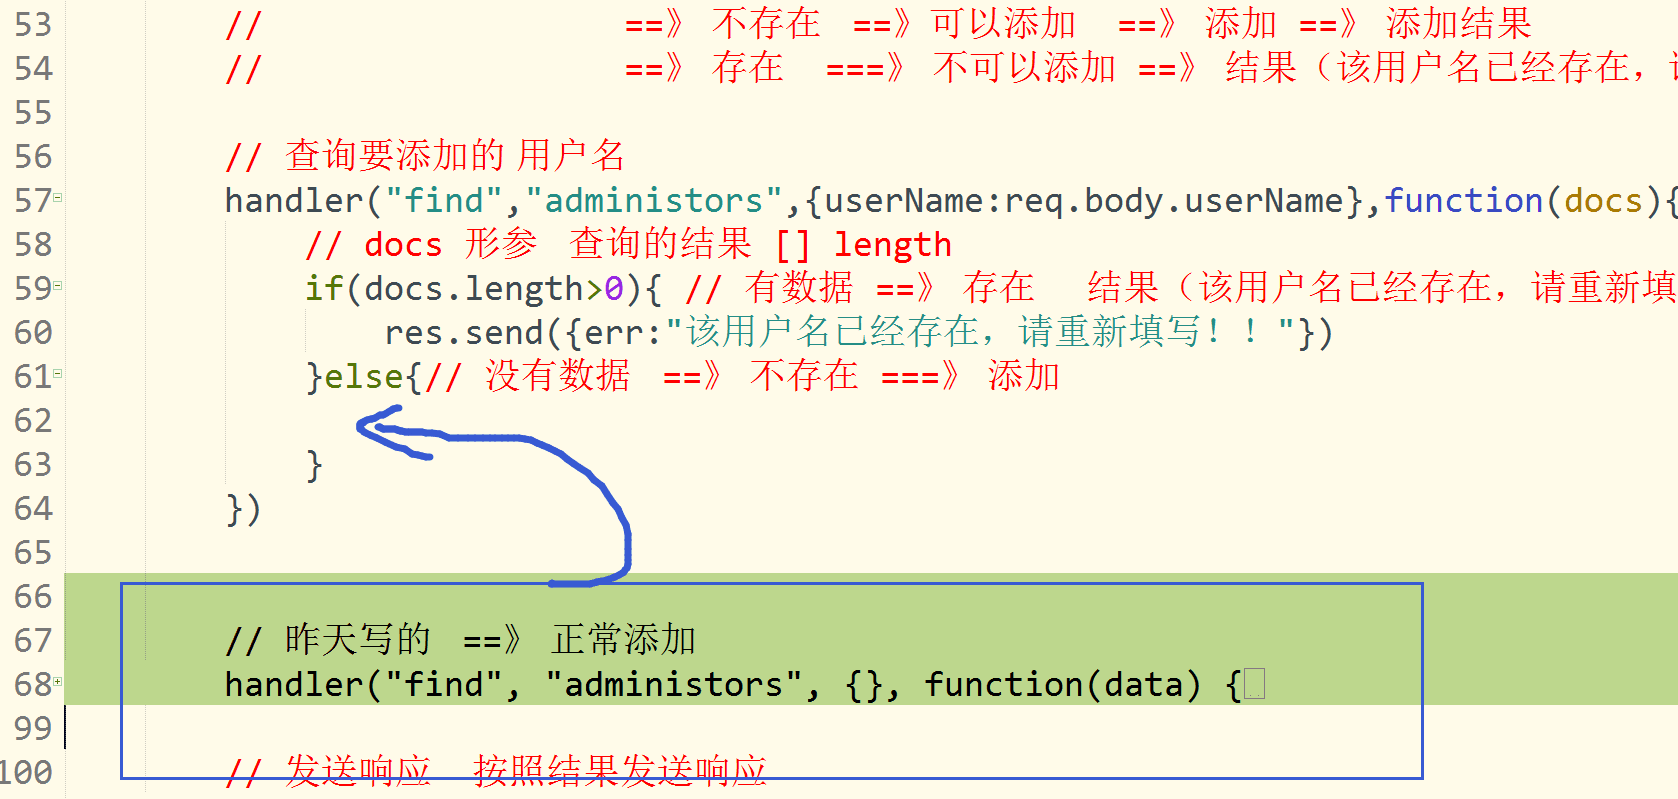 53 // ==》 不存在 ==》可以添加 ==》 添加 ==》 添加结果
54 // ==》 存在 ===》 不可以添加 ==》 结果（该用户名已经存在，
55
56 // 查询要添加的 用户名
57 handler("find","administors",{userName:req.body.userName},function(docs){
58 // docs 形参 查询的结果 [] length
59 if(docs.length>0){ // 有数据 ==》 存在 结果（该用户名已经存在，请重新填
60 res.send({err:"该用户名已经存在，请重新填写！！"})
61 }else{// 没有数据 ==》 不存在 ===》 添加
62
63 }
64 })
65
66
67 // 昨天写的 ==》 正常添加
68 handler("find", "administors", {}, function(data) {
99
100 // 发送响应 按照结果发送响应